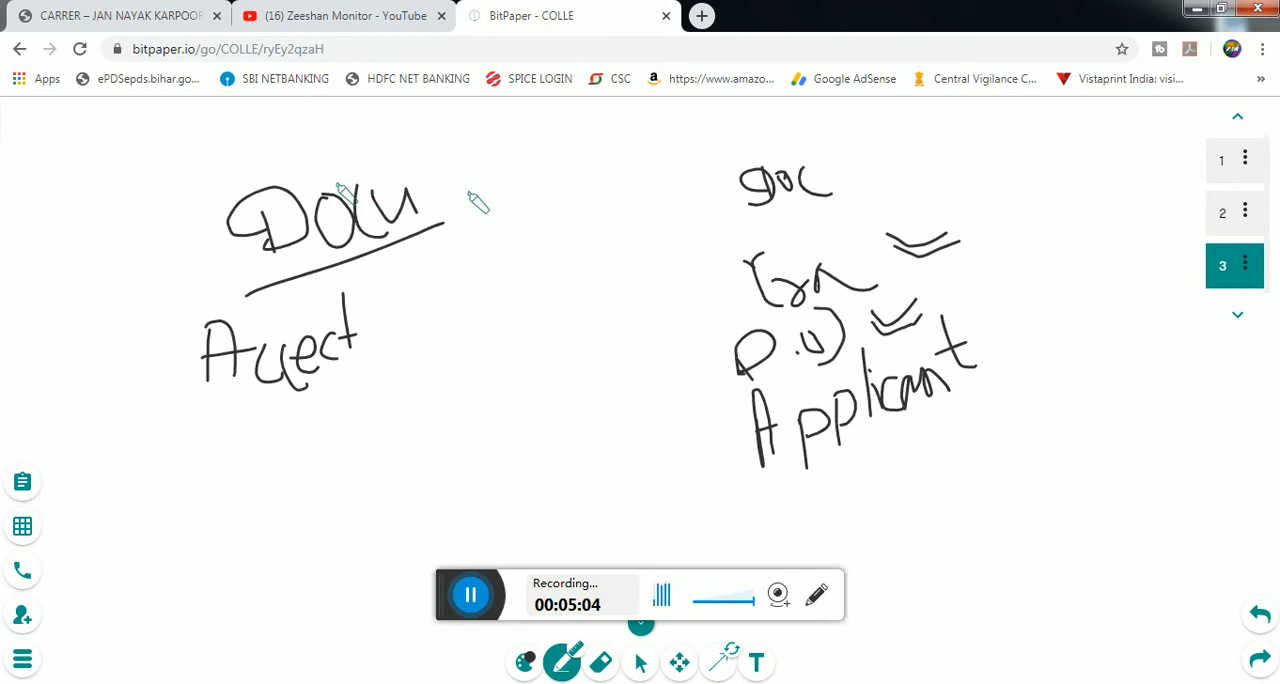 CARRER – JAN NAYAK KARPOOR
(16) Zeeshan Monitor - YouTube
BitPaper - COLLE
bitpaper.io/go/COLLE/ryEy2qzaH
Apps
ePDSepds.bihar.go...
SBI NETBANKING
HDFC NET BANKING
SPICE LOGIN
CSC
https://www.amazo...
Google AdSense
Central Vigilance C...
Vistaprint India: visi...
»
1
2
3
Docu
Doc
Applicant
Recording...
00:05:04
T